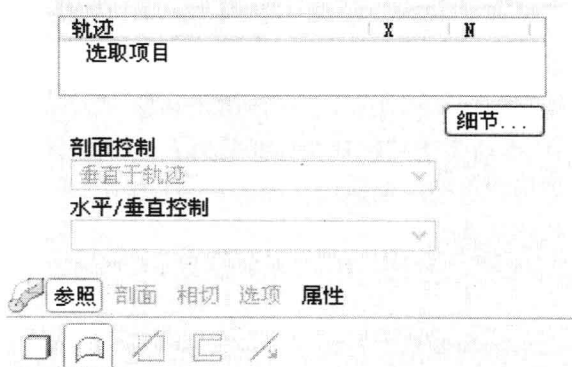 轨迹 X N
选取项目
细节...
剖面控制
垂直于轨迹
水平/垂直控制
参照 剖面 相切 选项 属性